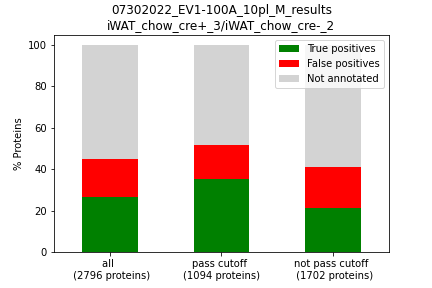 07302022_EV1-100A_10pl_M_results
iWAT_chow_cre+_3/iWAT_chow_cre-_2
True positives
False positives
Not annotated
% Proteins
100
80
60
40
20
0
all
(2796 proteins)
pass cutoff
(1094 proteins)
not pass cutoff
(1702 proteins)